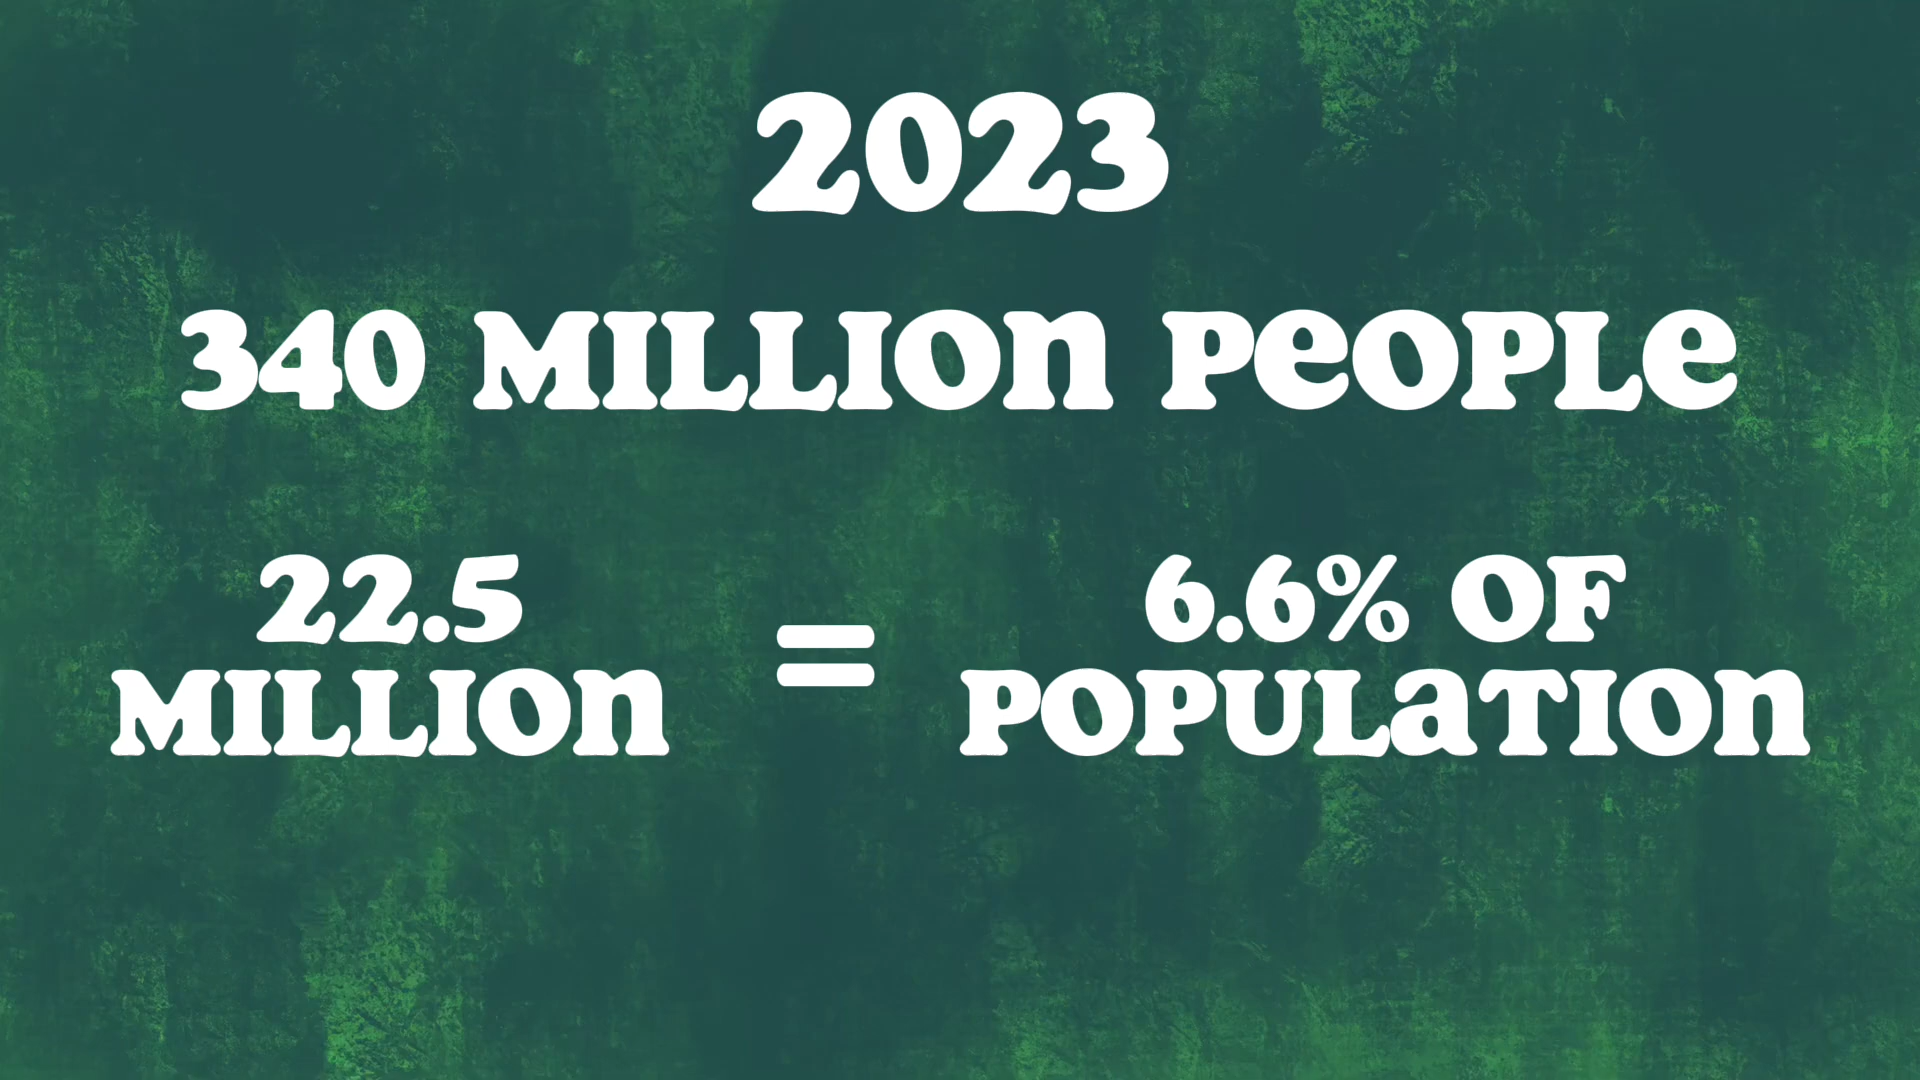 2023
340 MILLION PEOPLE
22.5
MILLION
=
6.6% OF
POPULATION